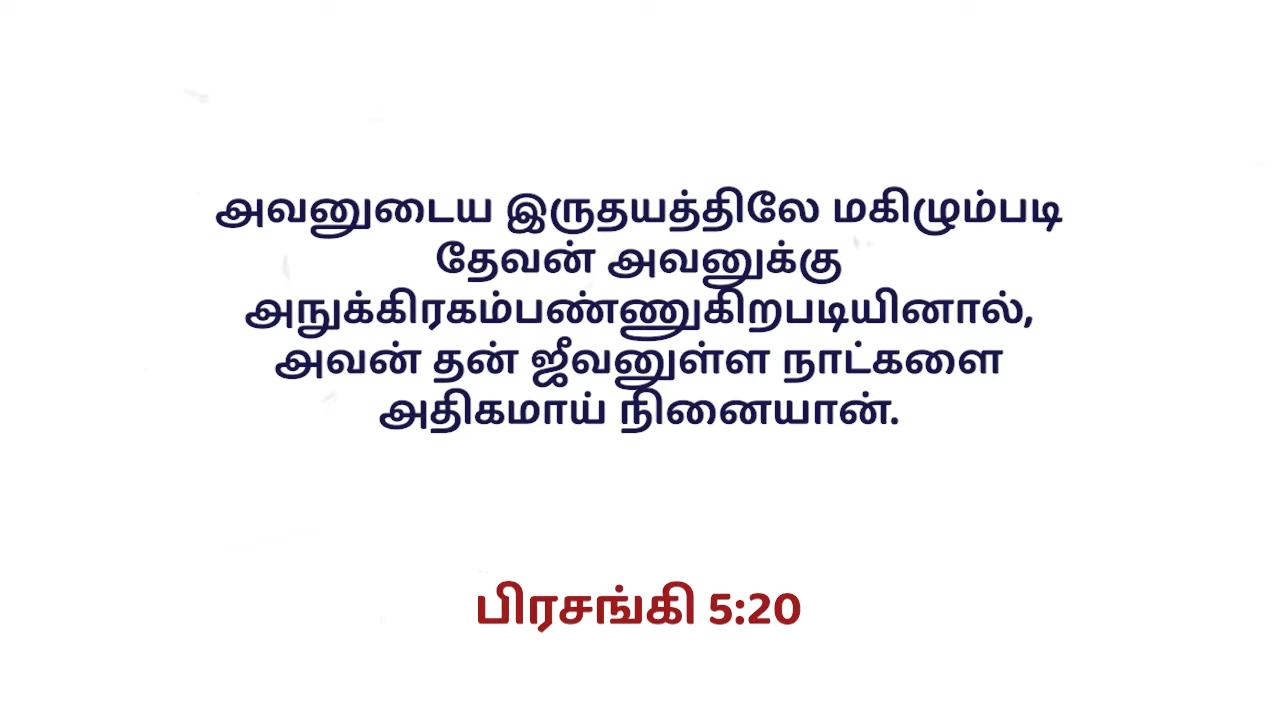 அவனுடைய இருதயத்திலே மகிழும்படி
தேவன் அவனுக்கு
அநுக்கிரகம்பண்ணுகிறபடியினால்,
அவன் தன் ஜீவனுள்ள நாட்களை
அதிகமாய் நினையான்.
பிரசங்கி 5:20